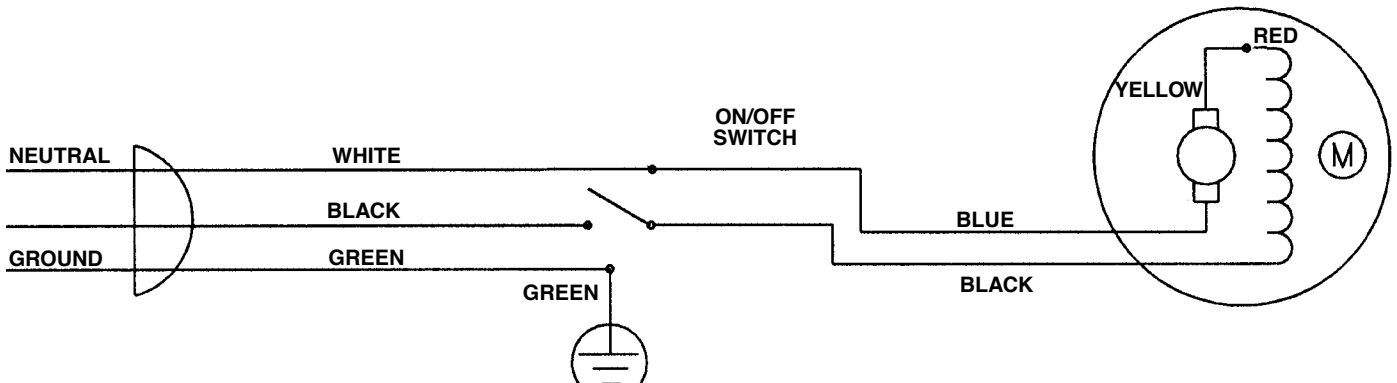 RED
YELLOW
ON/OFF
SWITCH
NEUTRAL
WHITE
M
BLACK
BLUE
GROUND
GREEN
GREEN
BLACK